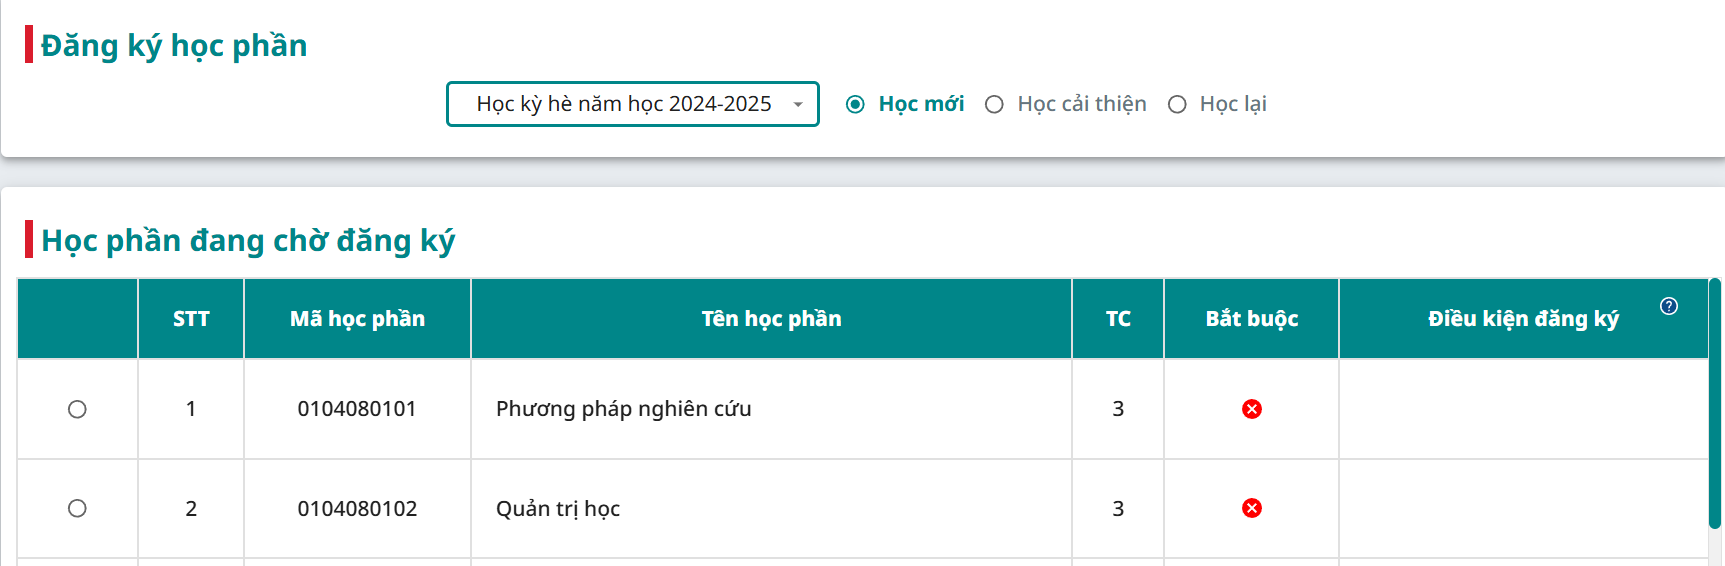 Đăng ký học phần
Học kỳ hè năm học 2024-2025 Học mới Học cải thiện Học lại
Học phần đang chờ đăng ký
STT Mã học phần Tên học phần TC Bắt buộc Điều kiện đăng ký ?
1 0104080101 Phương pháp nghiên cứu 3
2 0104080102 Quản trị học 3